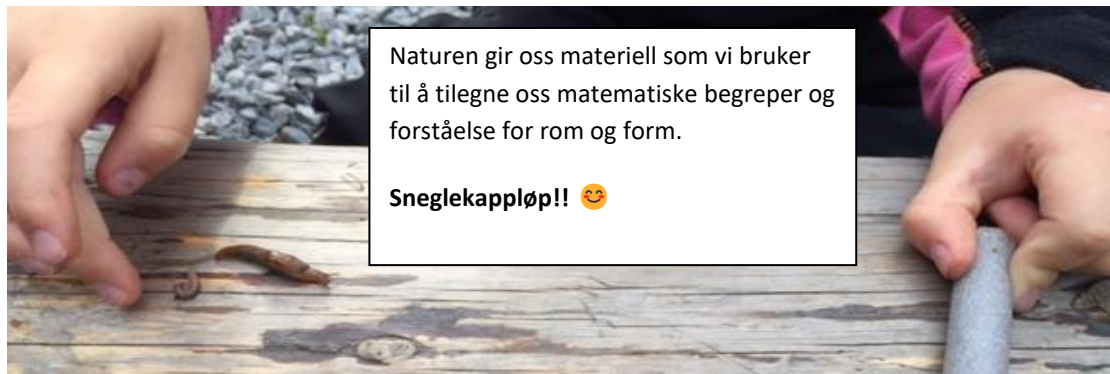 Naturen gir oss materiell som vi bruker
til å tilegne oss matematiske begreper og
forståelse for rom og form.
Sneglekappløp!! 😊